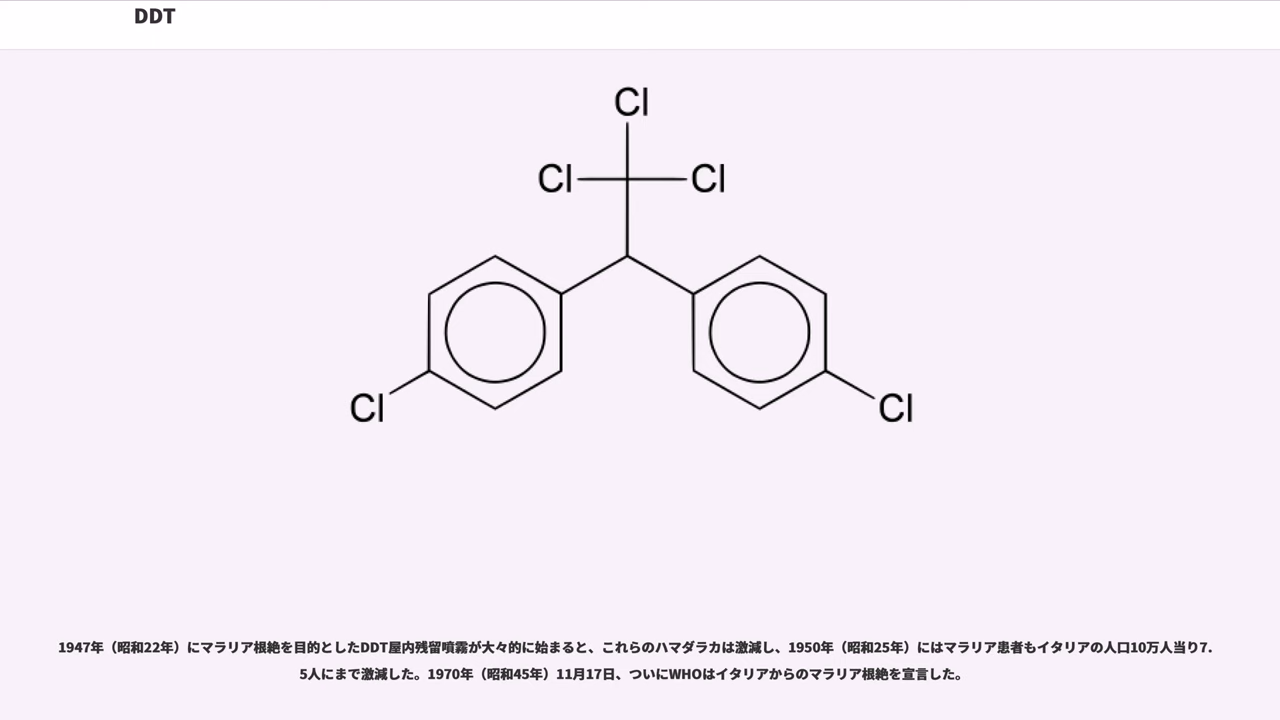 DDT
Cl
Cl
Cl
Cl
Cl
1947年（昭和22年）にマラリア根絶を目的としたDDT屋内残留噴霧が大々的に始まると、これらのハマダラカは激減し、1950年（昭和25年）にはマラリア患者もイタリアの人口10万人当り7.
5人にまで激減した。1970年（昭和45年）11月17日、ついにWHOはイタリアからのマラリア根絶を宣言した。